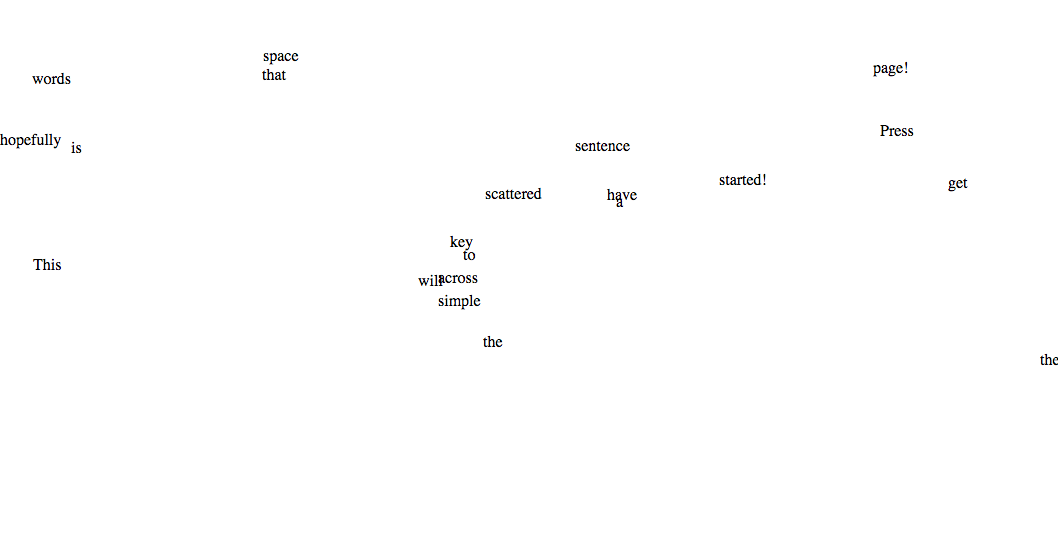 space
page!
that
words
Press
hopefully
sentence
is
started!
get
scattered
have
a
key
to
This
across
will
simple
the
the